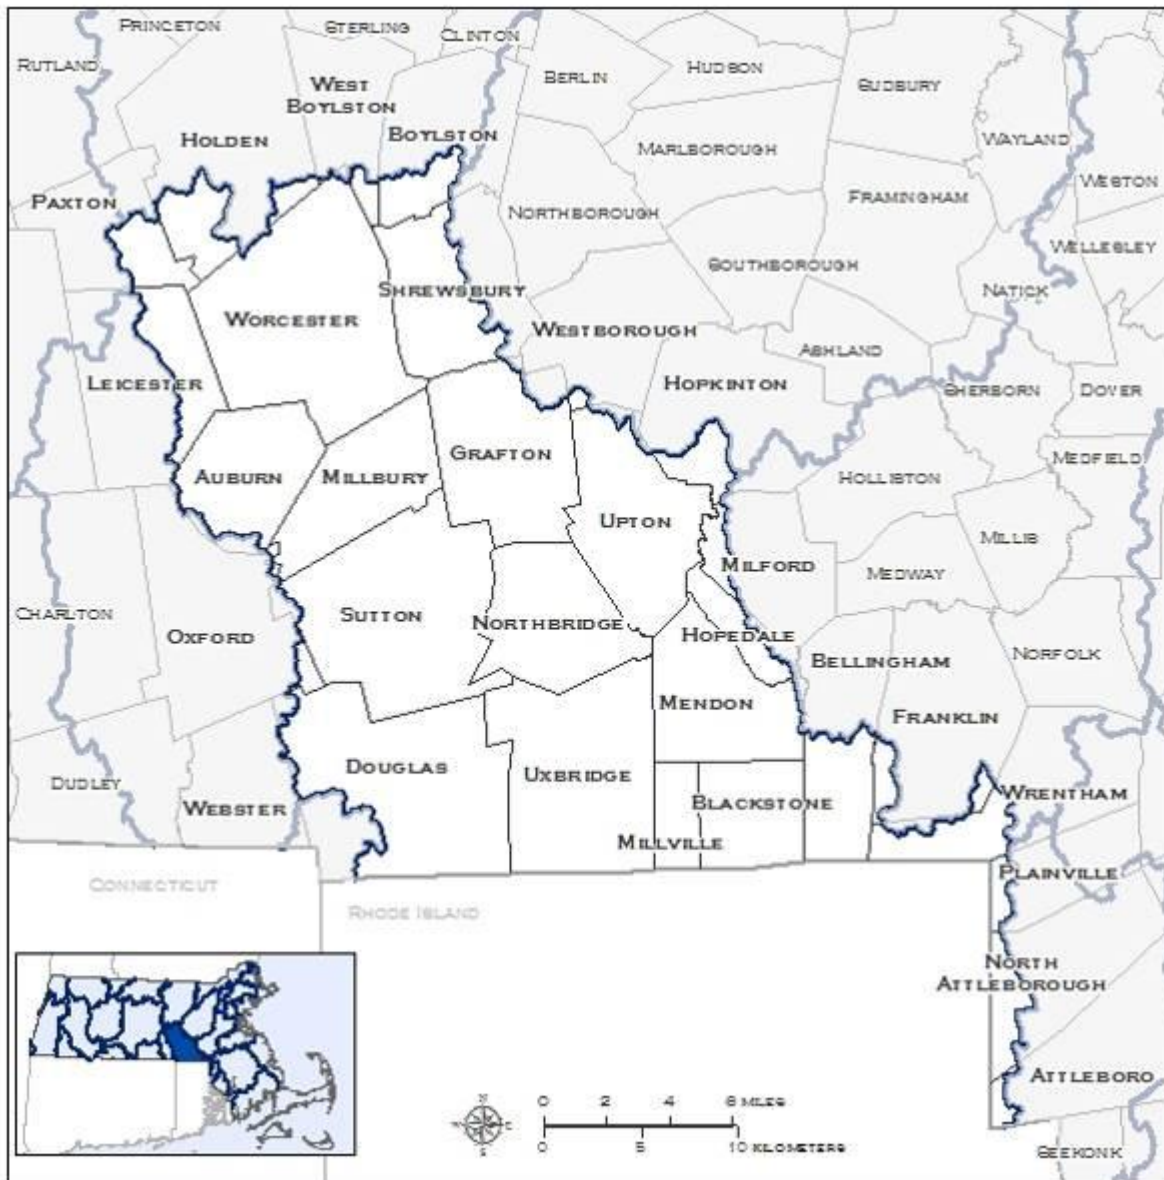 PRINCETON
STERLING
CLINTON
RUTLAND
WEST
BOYLSTON
BERLIN
HUDSON
SUDBURY
HOLDEN
BOYLSTON
MARLBOROUGH
WAYLAND
PAXTON
NORTHBOROUGH
FRAMINGHAM
WESTON
SHREWSBURY
SOUTHBOROUGH
WELLESLEY
NATICK
WORCESTER
WESTBOROUGH
ASHLAND
LEICESTER
HOPKINTON
SHERBORN
DOVER
GRAFTON
MEDFIELD
AUBURN
MILLBURY
HOLLISTON
UPTON
MILLIS
MILFORD
MEDWAY
CHARLTON
SUTTON
NORTHBRIDGE
OXFORD
HOPEDALE
BELLINGHAM
NORFOLK
MENDON
FRANKLIN
DOUGLAS
UXBRIDGE
DUDLEY
WEBSTER
BLACKSTONE
WRENTHAM
MILLVILLE
PLAINVILLE
CONNECTICUT
RHODE ISLAND
NORTH
ATTLEBOROUGH
ATTLEBORO
N
E
S
0 2 4 6 MILES
0 5 10 KILOMETERS
SEEKONK